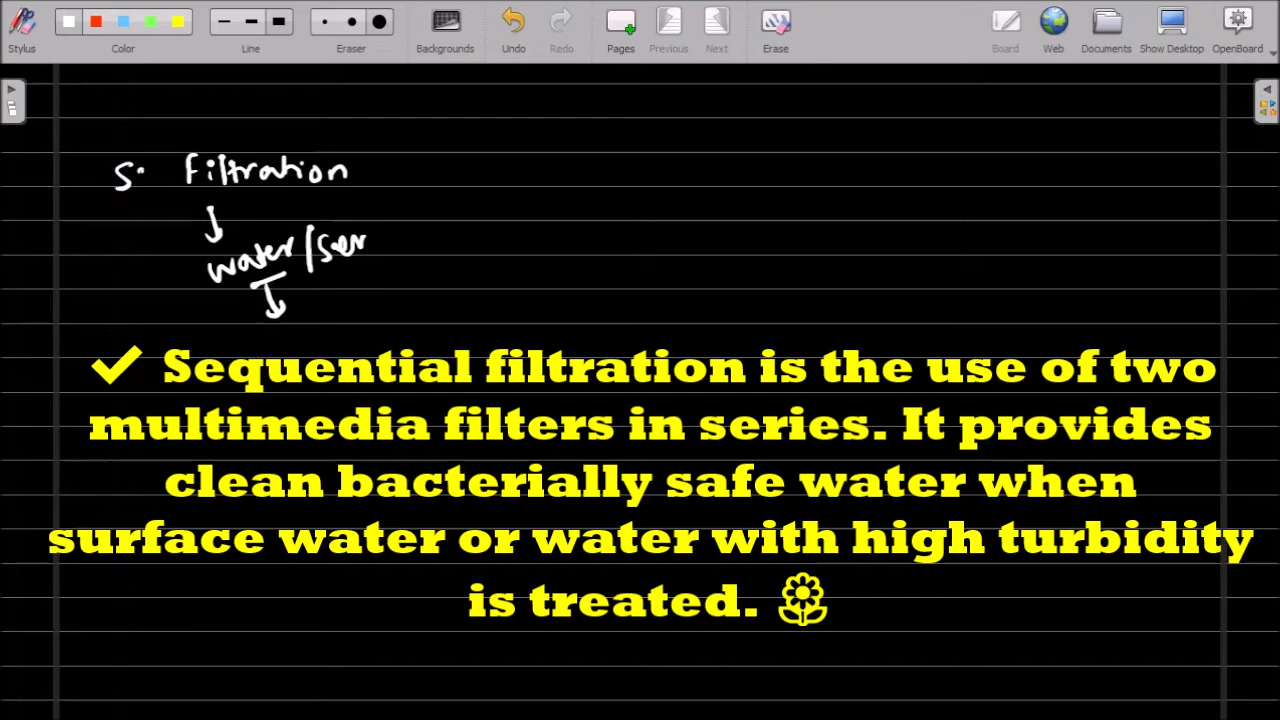 Stylus Color Line Eraser Backgrounds Undo Redo Pages Previous Next Erase Board Web Documents Show Desktop OpenBoard
S. Filtration
water/ser
✓ Sequential filtration is the use of two
multimedia filters in series. It provides
clean bacterially safe water when
surface water or water with high turbidity
is treated.